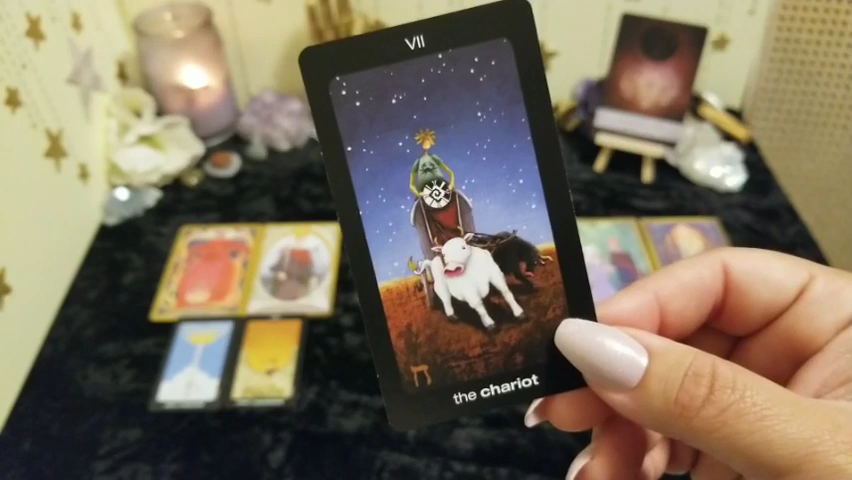 VII
the chariot
ח